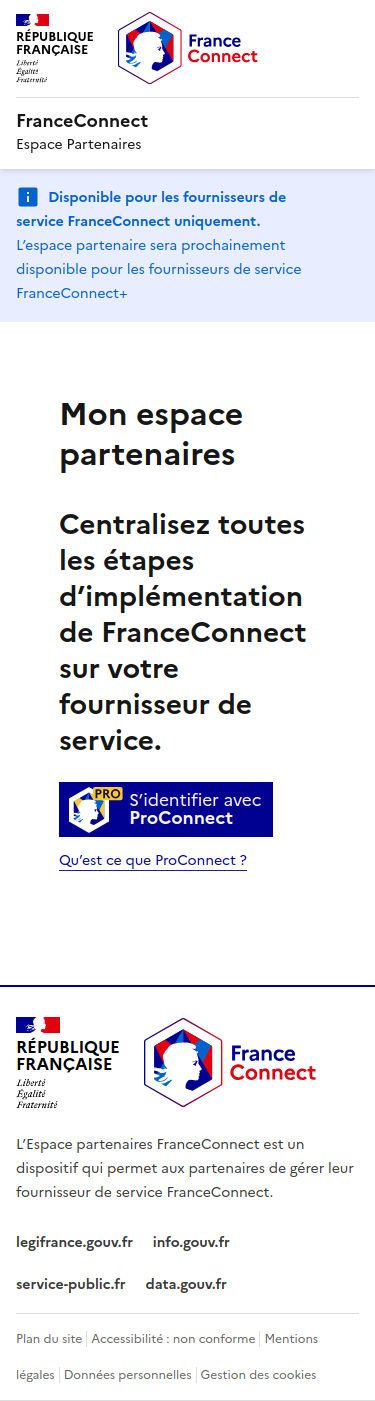 RÉPUBLIQUE
FRANÇAISE
Liberté
Égalité
Fraternité
France
Connect
FranceConnect
Espace Partenaires
Disponible pour les fournisseurs de
service FranceConnect uniquement.
L’espace partenaire sera prochainement
disponible pour les fournisseurs de service
FranceConnect+
Mon espace
partenaires
Centralisez toutes
les étapes
d’implémentation
de FranceConnect
sur votre
fournisseur de
service.
PRO
S’identifier avec
ProConnect
Qu’est ce que ProConnect ?
RÉPUBLIQUE
FRANÇAISE
Liberté
Égalité
Fraternité
France
Connect
L’Espace partenaires FranceConnect est un
dispositif qui permet aux partenaires de gérer leur
fournisseur de service FranceConnect.
legifrance.gouv.fr info.gouv.fr
service-public.fr data.gouv.fr
Plan du site Accessibilité : non conforme Mentions
légales Données personnelles Gestion des cookies